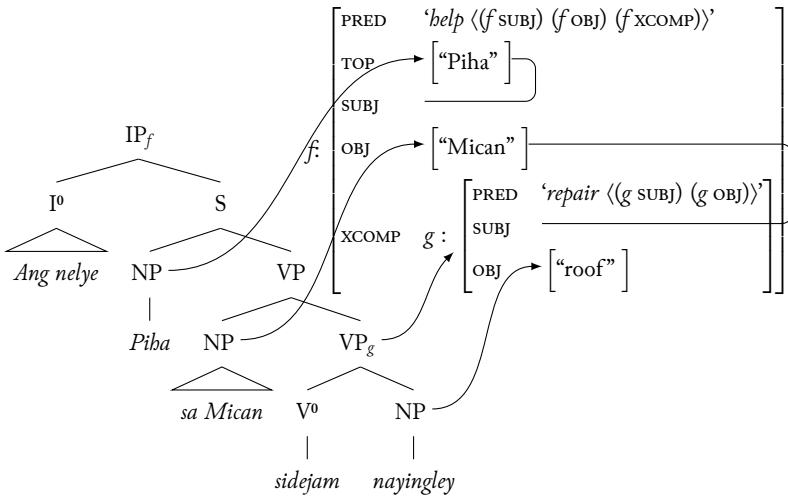 PRED ‘help ⟨(f SUBJ) (f OBJ) (f XCOMP)⟩’
TOP [“Piha”]
SUBJ
IPf
f: OBJ [“Mican”]
PRED ‘repair ⟨(g SUBJ) (g OBJ)⟩’
I⁰ S
SUBJ
XCOMP g :
Ang nelye NP VP
OBJ [“roof”]
Piha NP VPg
sa Mican V⁰ NP
sidejam nayingley